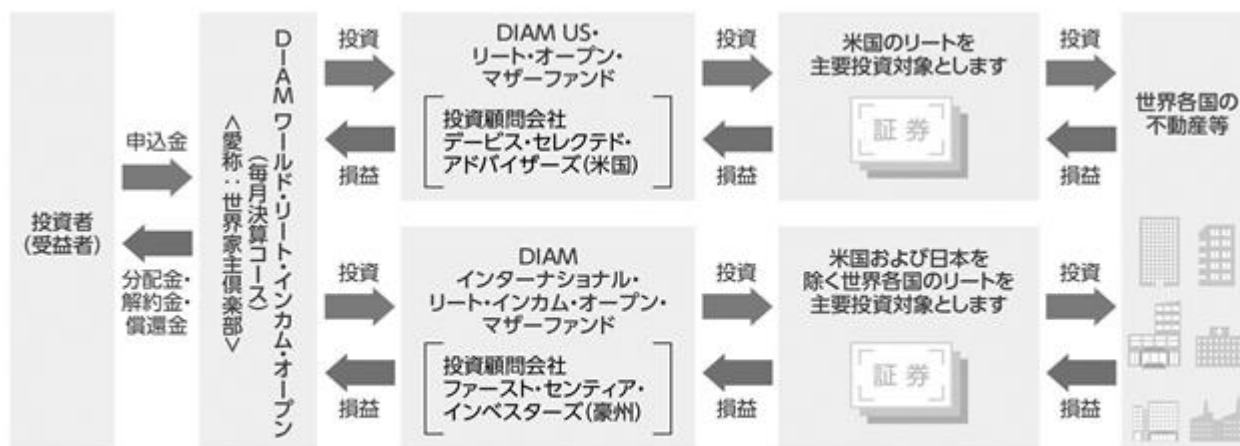 投資者
(受益者)
申込金
分配金・
解約金・
償還金
DIAM ワールド・リート・インカム・オープン
(毎月決算コース)
<愛称:世界家主倶楽部>
投資
損益
DIAM US・
リート・オープン・
マザーファンド
投資顧問会社
デービス・セレクテド・
アドバイザーズ(米国)
投資
損益
米国のリートを
主要投資対象とします
証券
投資
損益
投資
損益
DIAM
インターナショナル・
リート・インカム・オープン・
マザーファンド
投資顧問会社
ファースト・センティア・
インベスターズ(豪州)
投資
損益
米国および日本を
除く世界各国のリートを
主要投資対象とします
証券
投資
損益
世界各国の
不動産等